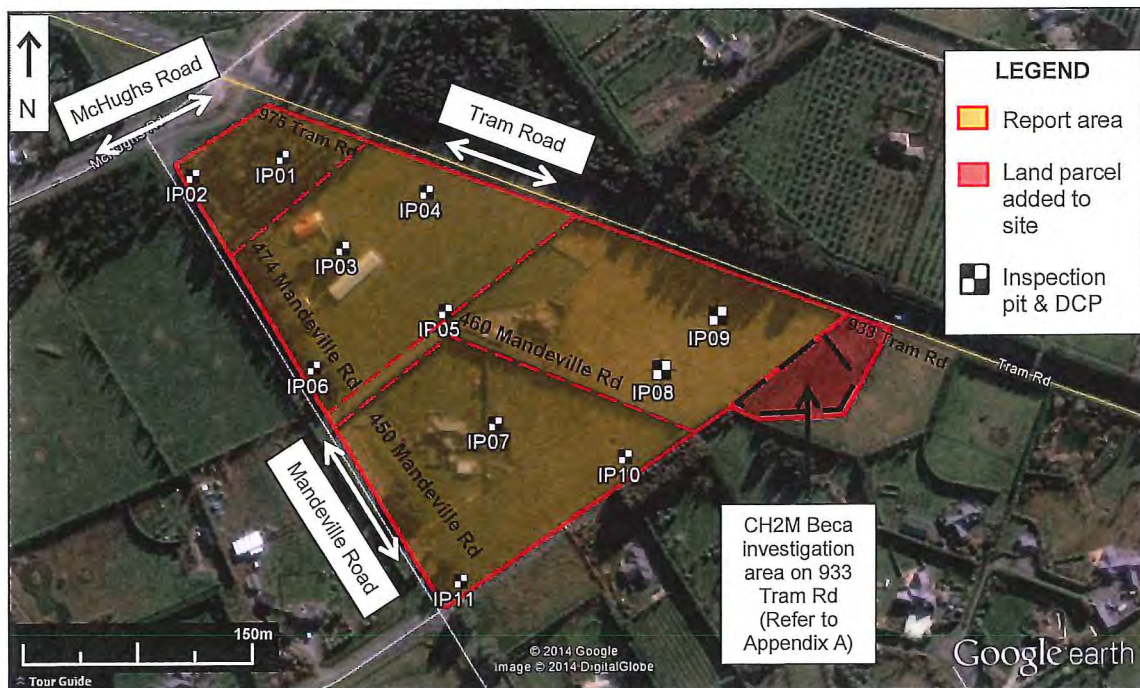 N
McHughs Road
McHughs Rd
975 Tram Rd
Tram Road
LEGEND
Report area
Land parcel
added to
site
Inspection
pit & DCP
IP01
IP02
IP04
IP03
474 Mandeville Rd
IP05
460 Mandeville Rd
IP09
933 Tram Rd
Tram Rd
IP06
IP08
450 Mandeville Rd
IP07
IP10
Mandeville Road
CH2M Beca
investigation
area on 933
Tram Rd
(Refer to
Appendix A)
IP11
150m
© 2014 Google
Image © 2014 DigitalGlobe
Google earth
Tour Guide